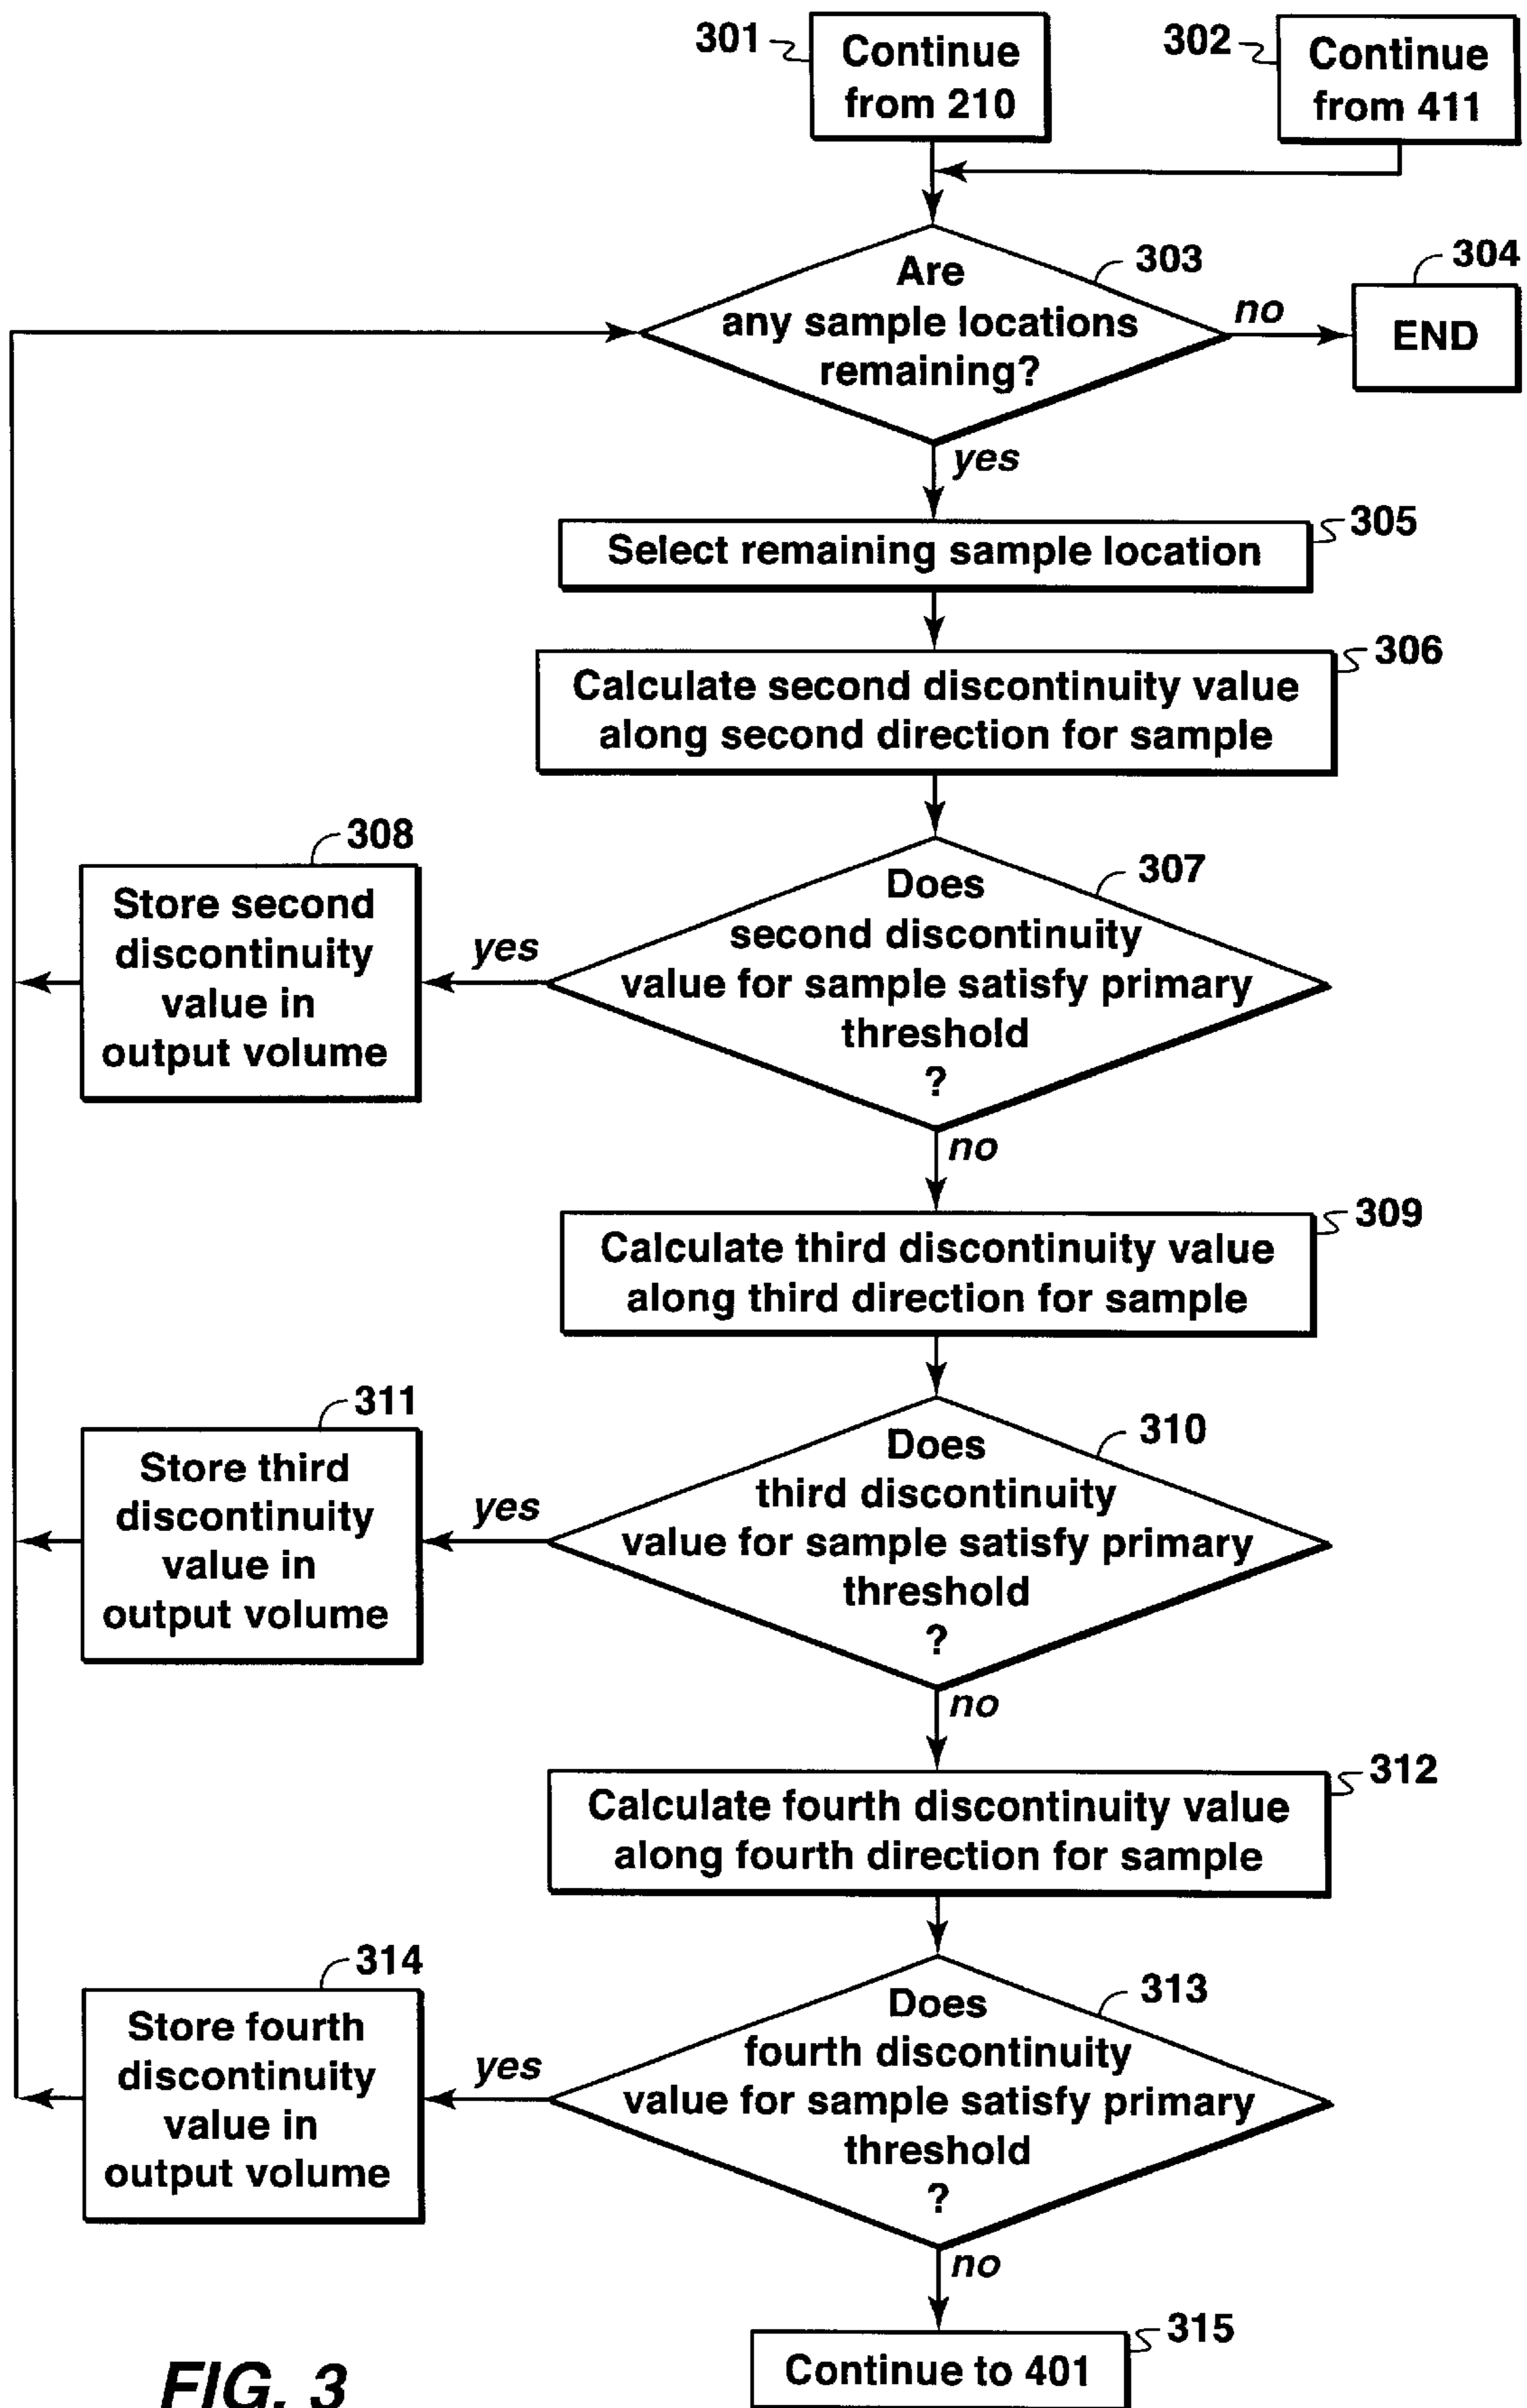 301
Continue
from 210
302
Continue
from 411
303
Are
any sample locations
remaining?
no
304
END
yes
305
Select remaining sample location
306
Calculate second discontinuity value
along second direction for sample
307
Does
second discontinuity
value for sample satisfy primary
threshold
?
yes
308
Store second
discontinuity
value in
output volume
no
309
Calculate third discontinuity value
along third direction for sample
310
Does
third discontinuity
value for sample satisfy primary
threshold
?
yes
311
Store third
discontinuity
value in
output volume
no
312
Calculate fourth discontinuity value
along fourth direction for sample
313
Does
fourth discontinuity
value for sample satisfy primary
threshold
?
yes
314
Store fourth
discontinuity
value in
output volume
no
315
Continue to 401
FIG. 3